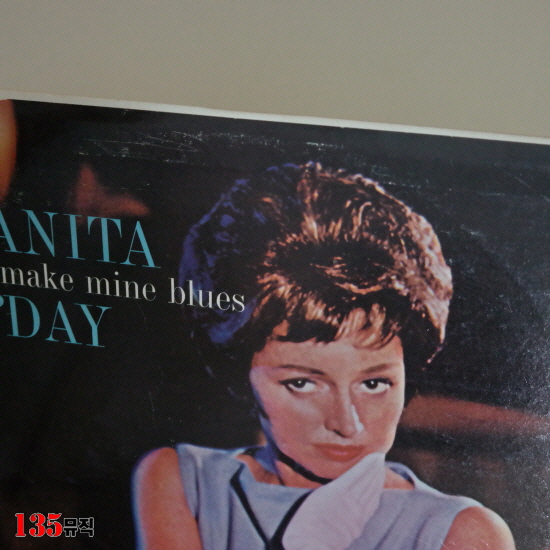 ANITA
make mine blues
'DAY
135뮤직